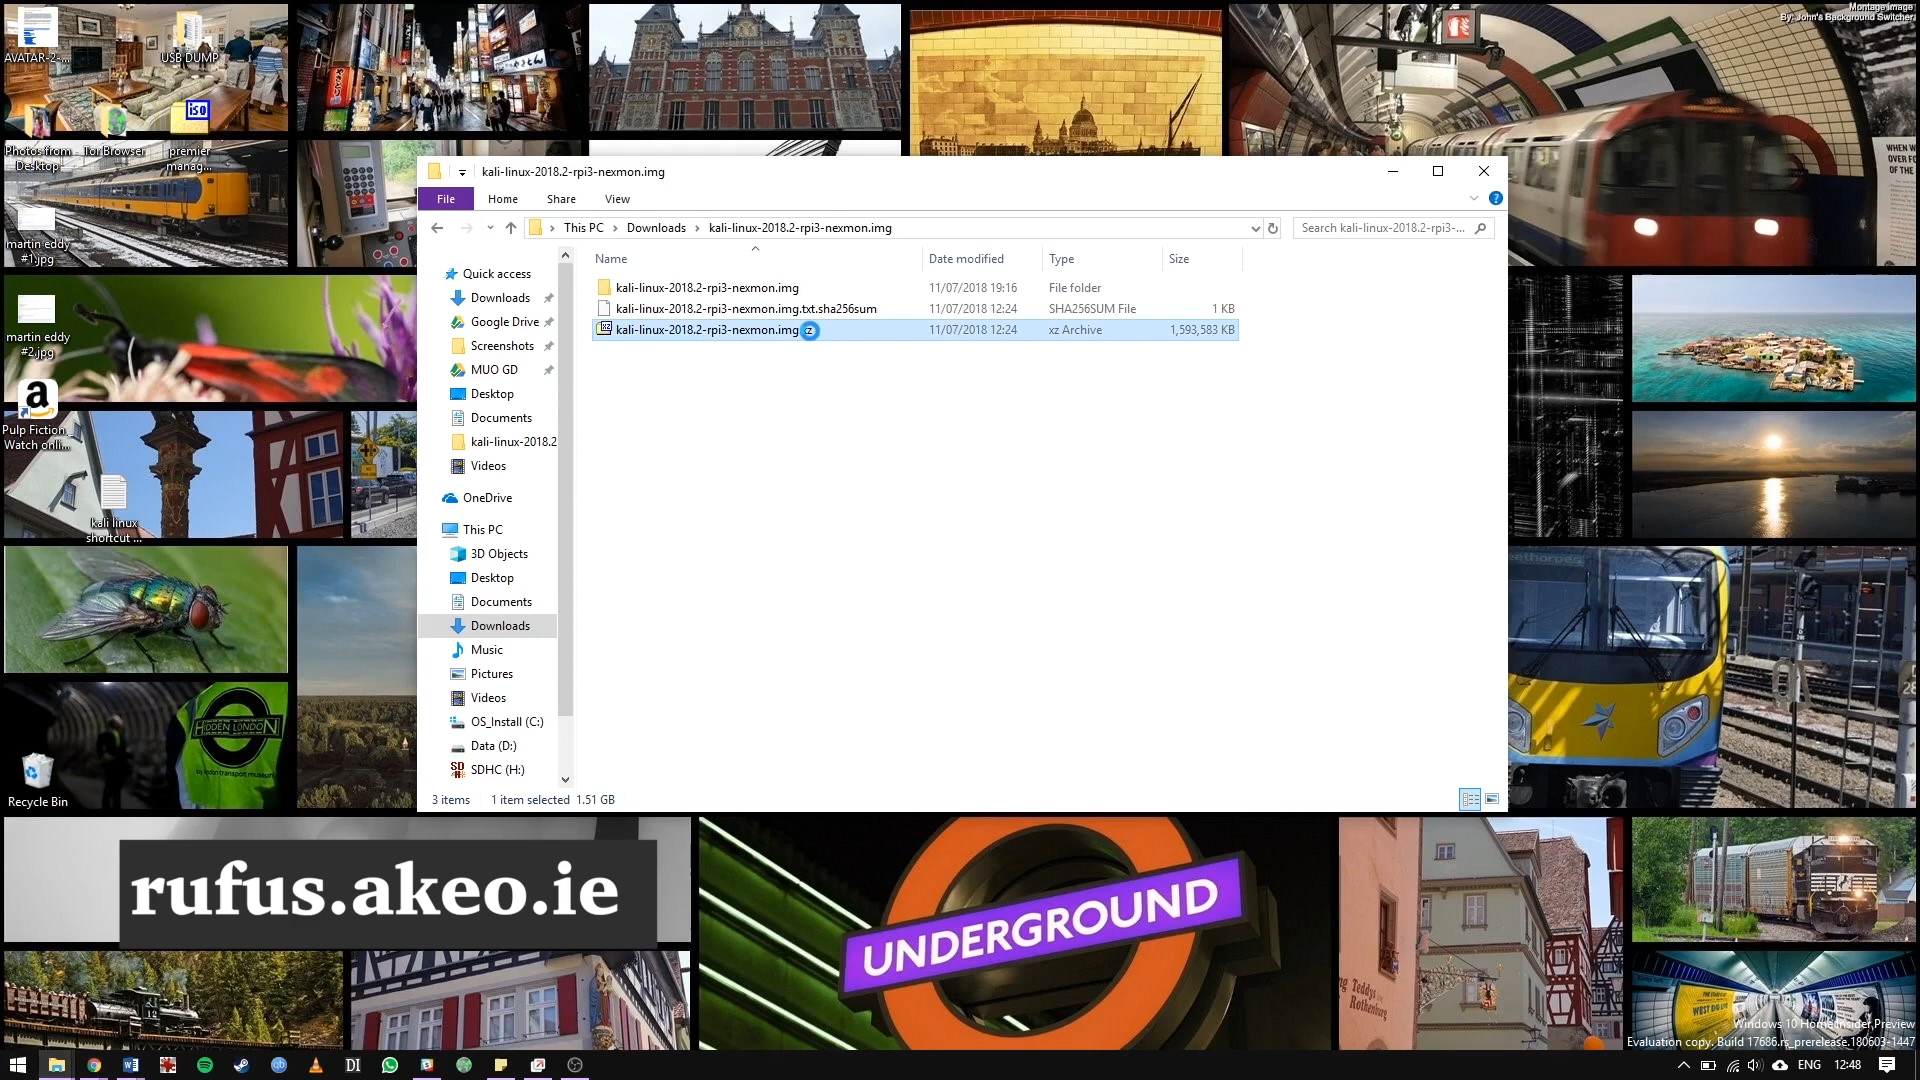 Montage Image
By: John's Background Switcher
AVATAR-2-...
USB DUMP
iSO
Photos from
Desktop
Tor Browser
premier
manag...
martin eddy
#1.jpg
martin eddy
#2.jpg
a
Pulp Fiction
Watch onli...
kali linux
shortcut ...
Recycle Bin
HIDDEN LONDON
kali-linux-2018.2-rpi3-nexmon.img
File
Home
Share
View
This PC
Downloads
kali-linux-2018.2-rpi3-nexmon.img
Search kali-linux-2018.2-rpi3-...
Name
Date modified
Type
Size
kali-linux-2018.2-rpi3-nexmon.img
11/07/2018 19:16
File folder
kali-linux-2018.2-rpi3-nexmon.img.txt.sha256sum
11/07/2018 12:24
SHA256SUM File
1 KB
kali-linux-2018.2-rpi3-nexmon.img
11/07/2018 12:24
xz Archive
1,593,583 KB
Quick access
Downloads
Google Drive
Screenshots
MUO GD
Desktop
Documents
kali-linux-2018.2
Videos
OneDrive
This PC
3D Objects
Desktop
Documents
Downloads
Music
Pictures
Videos
OS_Install (C:)
Data (D:)
SDHC (H:)
3 items
1 item selected 1.51 GB
rufus.akeo.ie
UNDERGROUND
Teddys
Rothenburg
Windows 10 Home Insider Preview
Evaluation copy. Build 17686.rs_prerelease.180603-1447
DI
ENG
12:48